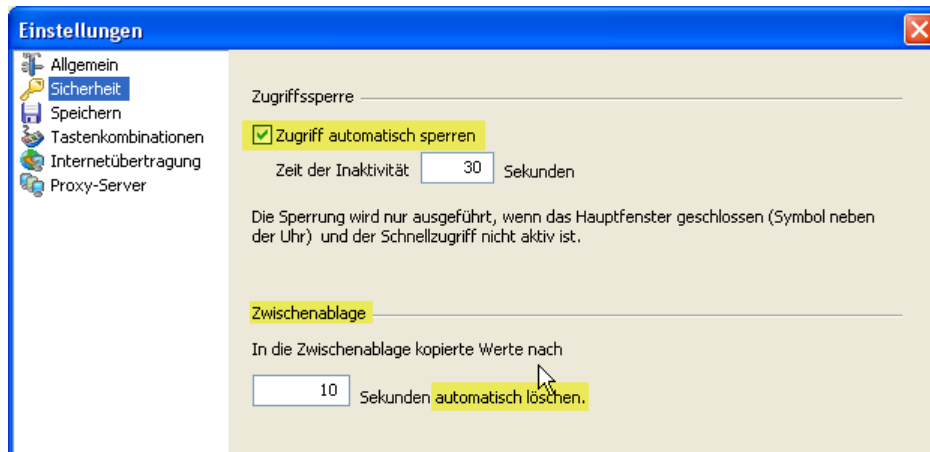 Einstellungen
Allgemein
Sicherheit
Speichern
Tastenkombinationen
Internetübertragung
Proxy-Server
Zugriffssperre
Zugriff automatisch sperren
Zeit der Inaktivität 30 Sekunden
Die Sperrung wird nur ausgeführt, wenn das Hauptfenster geschlossen (Symbol neben
der Uhr) und der Schnellzugriff nicht aktiv ist.
Zwischenablage
In die Zwischenablage kopierte Werte nach
10 Sekunden automatisch löschen.